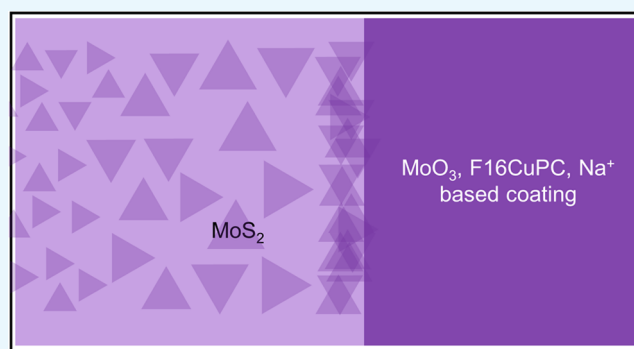 MoO₃, F16CuPC, Na⁺
based coating
MoS₂